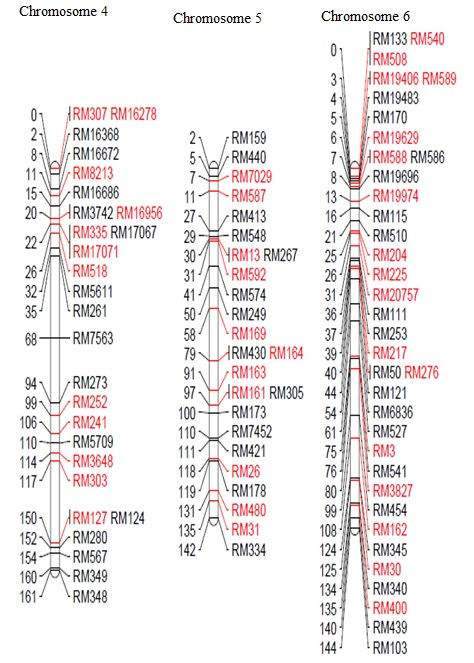 Chromosome 4
0 RM307 RM16278
2 RM16368
8 RM16672
11 RM8213
15 RM16686
20 RM3742 RM16956
RM335 RM17067
22
RM17071
26 RM518
32 RM5611
35 RM261
68 RM7563
94 RM273
99 RM252
106 RM241
110 RM5709
114 RM3648
117 RM303
150 RM127 RM124
152 RM280
154 RM567
160 RM349
161 RM348
Chromosome 5
2 RM159
5 RM440
7 RM7029
11 RM587
27 RM413
29 RM548
30 RM13 RM267
31 RM592
41 RM574
50 RM249
58 RM169
79 RM430 RM164
91 RM163
97 RM161 RM305
100 RM173
110 RM7452
111 RM421
118 RM26
119 RM178
131 RM480
135 RM31
142 RM334
Chromosome 6
RM133 RM540
0
RM508
3 RM19406 RM589
4 RM19483
5 RM170
6 RM19629
7 RM588 RM586
8 RM19696
13 RM19974
16 RM115
21 RM510
25 RM204
26 RM225
31 RM20757
36 RM111
37 RM253
39 RM217
40 RM50 RM276
44 RM121
54 RM6836
61 RM527
75 RM3
76 RM541
80 RM3827
99 RM454
108 RM162
124 RM345
125 RM30
134 RM340
135 RM400
140 RM439
144 RM103